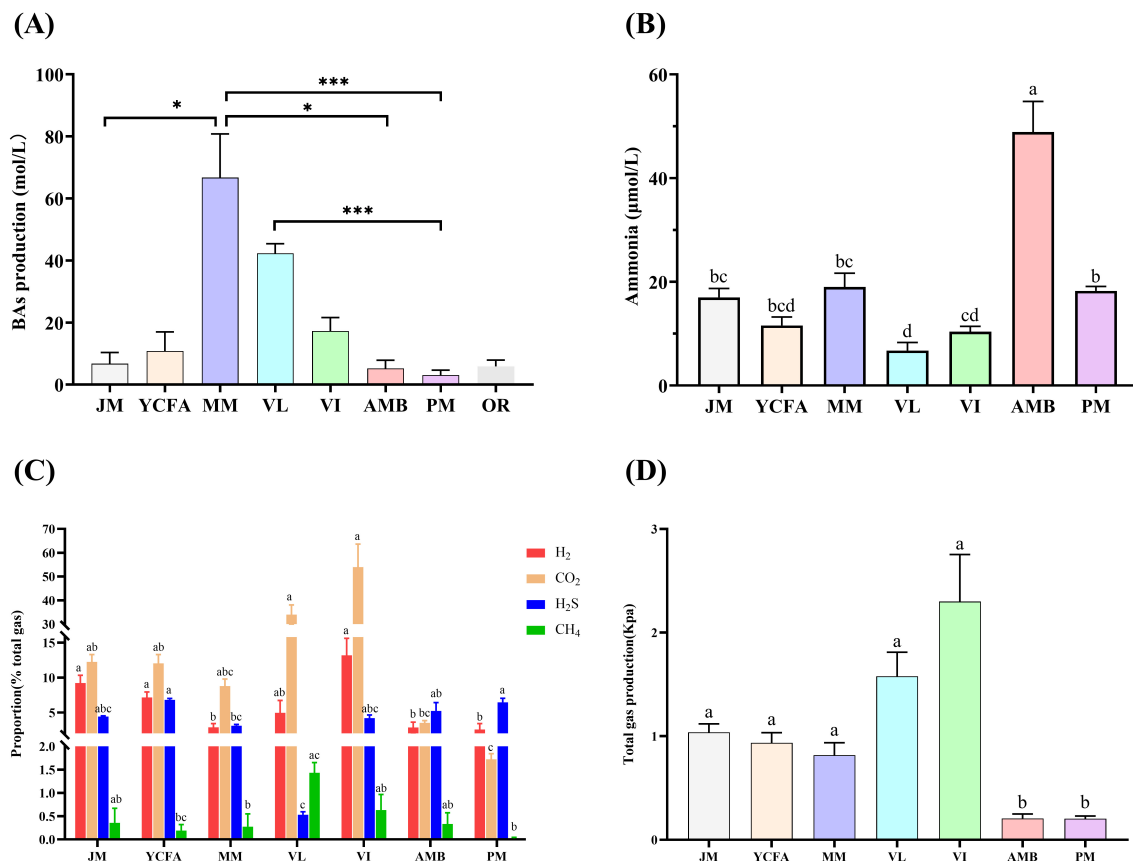 (A)
BAs production (mol/L)
100
80
60
40
20
0
*
***
*
***
JM YCFA MM VL VI AMB PM OR
(B)
Ammonia (μmol/L)
60
40
20
0
bc
bcd
bc
d
cd
a
b
JM YCFA MM VL VI AMB PM
(C)
Proportion(% total gas)
70
60
50
40
30
15
10
5
2.0
1.5
1.0
0.5
0.0
a ab abc ab
a ab a bc
b abc bc b
ab a c ac
a a abc ab
b bc ab ab
b c a b
JM YCFA MM VL VI AMB PM
H₂
CO₂
H₂S
CH₄
(D)
Total gas production(Kpa)
3
2
1
0
a
a
a
a
a
b
b
JM YCFA MM VL VI AMB PM